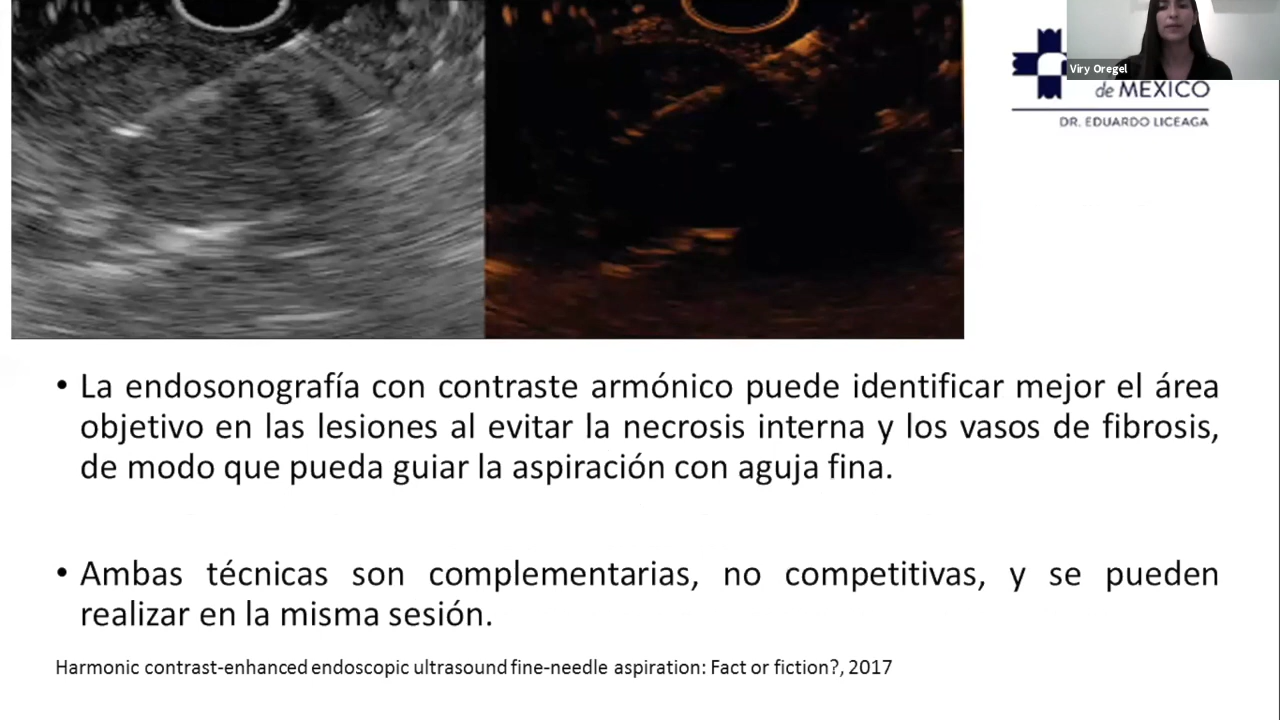 Viry Oregel
de MEXICO
DR. EDUARDO LICEAGA
• La endosonografía con contraste armónico puede identificar mejor el área
objetivo en las lesiones al evitar la necrosis interna y los vasos de fibrosis,
de modo que pueda guiar la aspiración con aguja fina.
• Ambas técnicas son complementarias, no competitivas, y se pueden
realizar en la misma sesión.
Harmonic contrast-enhanced endoscopic ultrasound fine-needle aspiration: Fact or fiction?, 2017